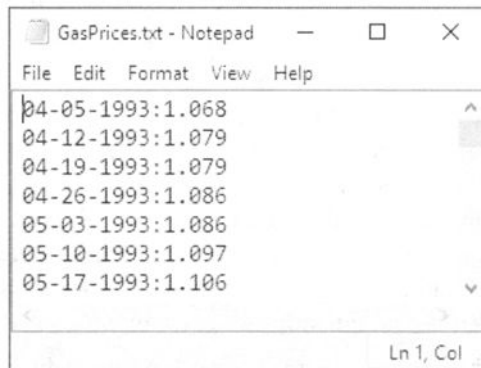 GasPrices.txt - Notepad
File Edit Format View Help
04-05-1993:1.068
04-12-1993:1.079
04-19-1993:1.079
04-26-1993:1.086
05-03-1993:1.086
05-10-1993:1.097
05-17-1993:1.106
Ln 1, Col